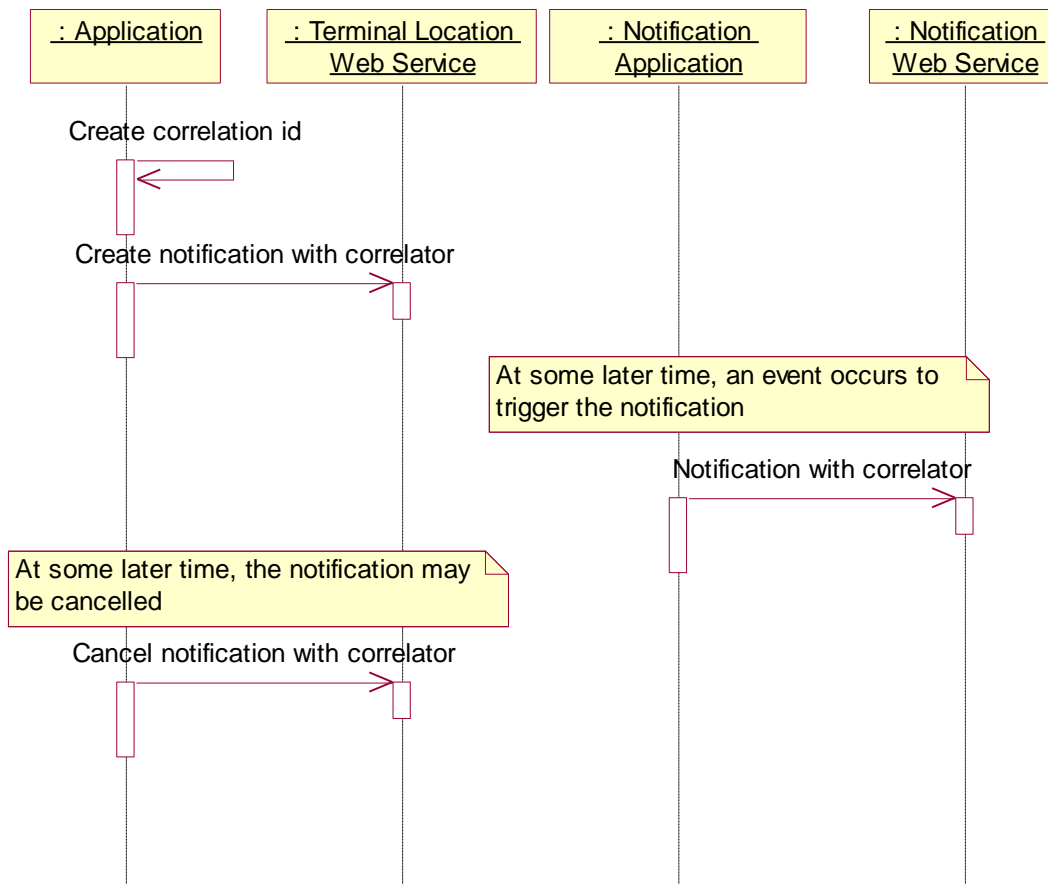 : Application
: Terminal Location
Web Service
: Notification
Application
: Notification
Web Service
Create correlation id
Create notification with correlator
At some later time, an event occurs to
trigger the notification
Notification with correlator
At some later time, the notification may
be cancelled
Cancel notification with correlator